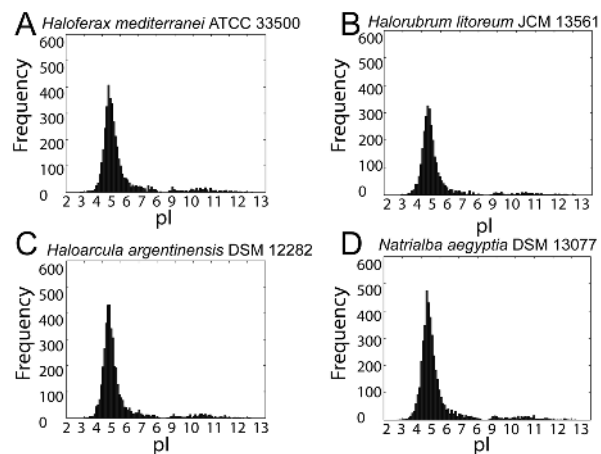 A Haloferax mediterranei ATCC 33500
Frequency
600
500
400
300
200
100
0
2 3 4 5 6 7 8 9 10 11 12 13
pI
B Halorubrum litoreum JCM 13561
Frequency
600
500
400
300
200
100
0
2 3 4 5 6 7 8 9 10 11 12 13
pI
C Haloarcula argentinensis DSM 12282
Frequency
600
500
400
300
200
100
0
2 3 4 5 6 7 8 9 10 11 12 13
pI
D Natrialba aegyptia DSM 13077
Frequency
600
500
400
300
200
100
0
2 3 4 5 6 7 8 9 10 11 12 13
pI